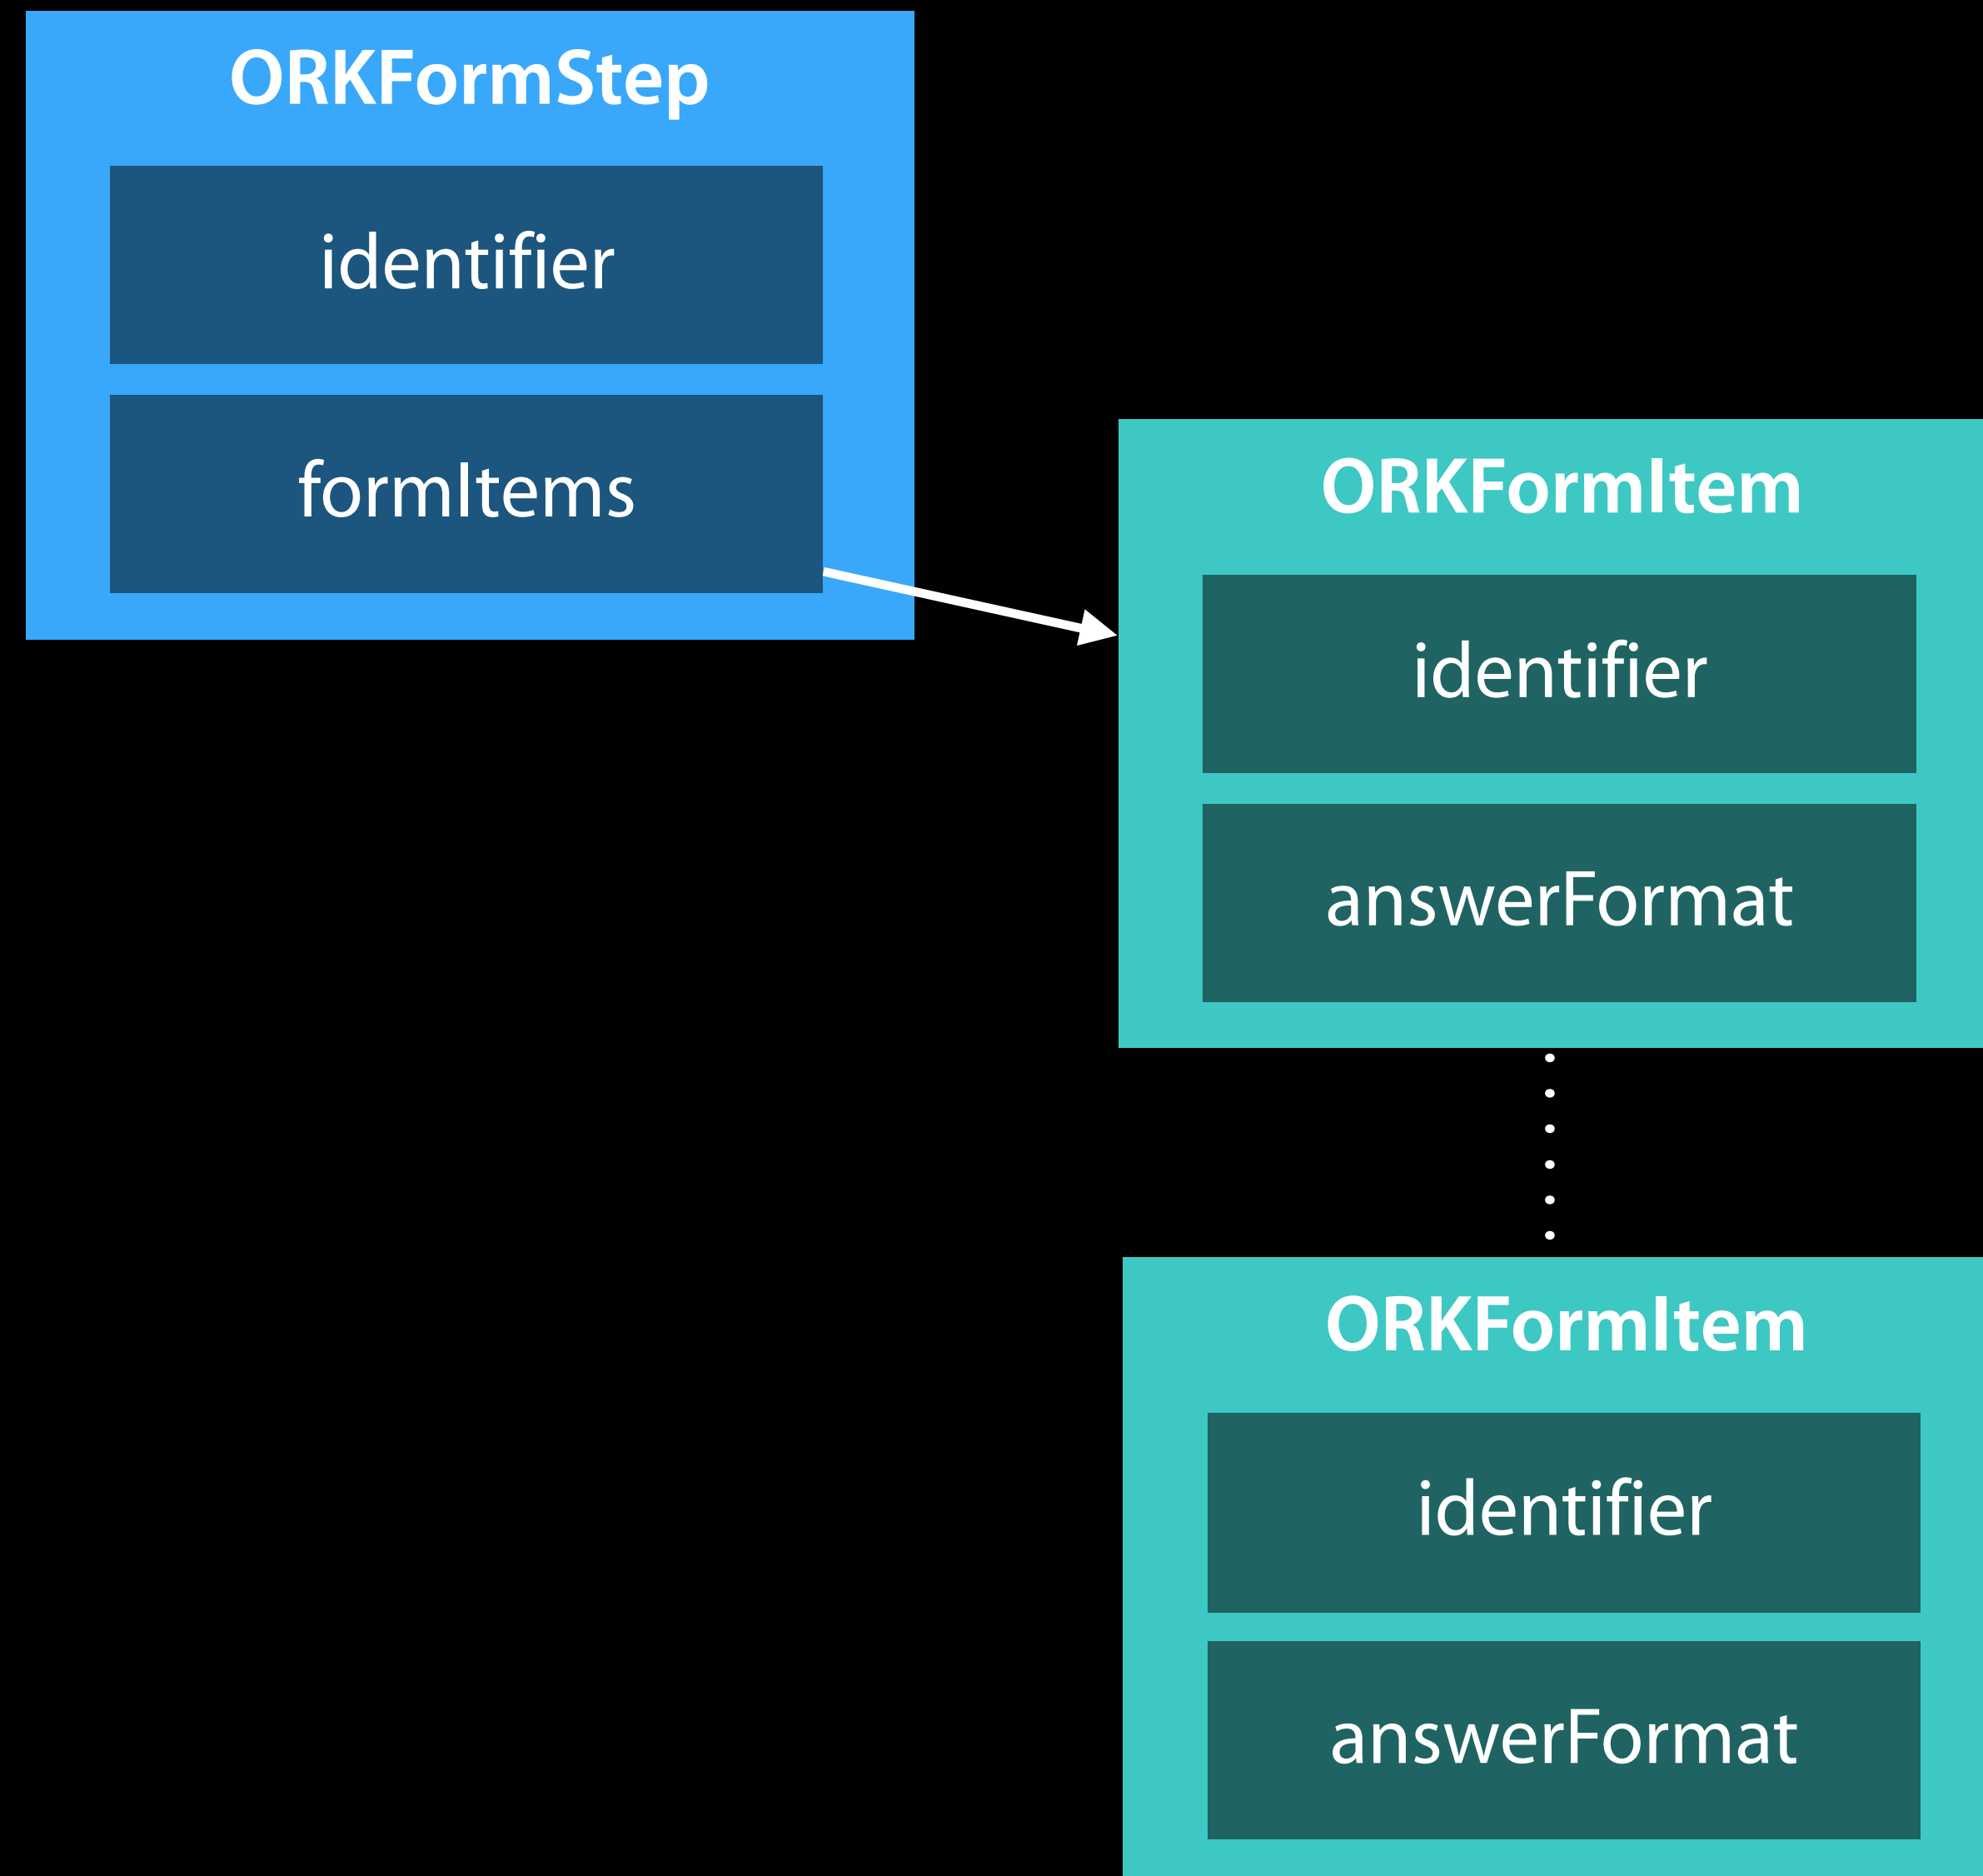 ORKFormStep
identifier
formItems
ORKFormItem
identifier
answerFormat
ORKFormItem
identifier
answerFormat